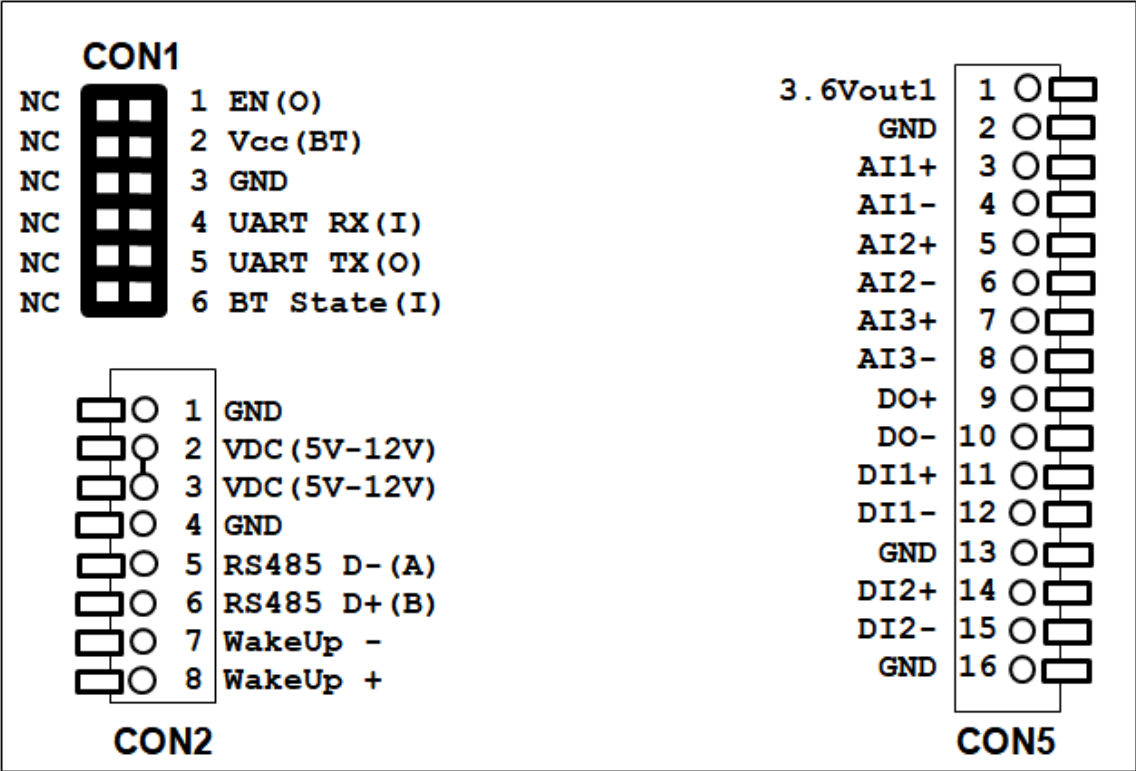 CON1
NC 1 EN(O)
NC 2 Vcc(BT)
NC 3 GND
NC 4 UART RX(I)
NC 5 UART TX(O)
NC 6 BT State(I)
1 GND
2 VDC(5V-12V)
3 VDC(5V-12V)
4 GND
5 RS485 D-(A)
6 RS485 D+(B)
7 WakeUp -
8 WakeUp +
CON2
3.6Vout1 1
GND 2
AI1+ 3
AI1- 4
AI2+ 5
AI2- 6
AI3+ 7
AI3- 8
DO+ 9
DO- 10
DI1+ 11
DI1- 12
GND 13
DI2+ 14
DI2- 15
GND 16
CON5